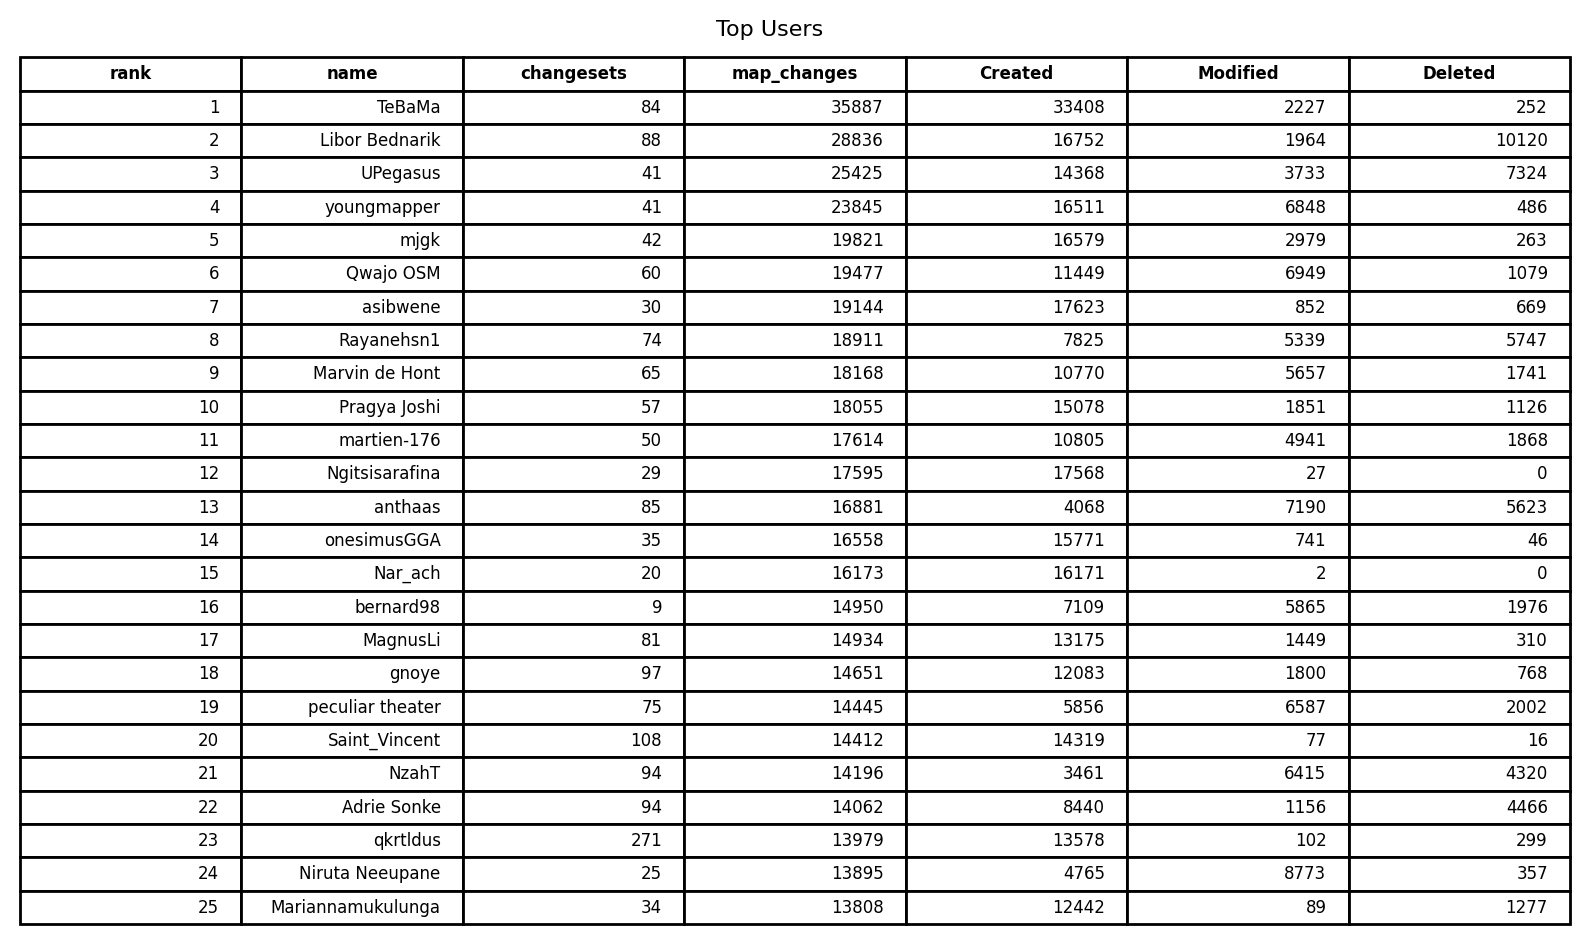 Top Users
rank name changesets map_changes Created Modified Deleted
1 TeBaMa 84 35887 33408 2227 252
2 Libor Bednarik 88 28836 16752 1964 10120
3 UPegasus 41 25425 14368 3733 7324
4 youngmapper 41 23845 16511 6848 486
5 mjgk 42 19821 16579 2979 263
6 Qwajo OSM 60 19477 11449 6949 1079
7 asibwene 30 19144 17623 852 669
8 Rayanehsn1 74 18911 7825 5339 5747
9 Marvin de Hont 65 18168 10770 5657 1741
10 Pragya Joshi 57 18055 15078 1851 1126
11 martien-176 50 17614 10805 4941 1868
12 Ngitsisarafina 29 17595 17568 27 0
13 anthaas 85 16881 4068 7190 5623
14 onesimusGGA 35 16558 15771 741 46
15 Nar_ach 20 16173 16171 2 0
16 bernard98 9 14950 7109 5865 1976
17 MagnusLi 81 14934 13175 1449 310
18 gnoye 97 14651 12083 1800 768
19 peculiar theater 75 14445 5856 6587 2002
20 Saint_Vincent 108 14412 14319 77 16
21 NzahT 94 14196 3461 6415 4320
22 Adrie Sonke 94 14062 8440 1156 4466
23 qkrtldus 271 13979 13578 102 299
24 Niruta Neeupane 25 13895 4765 8773 357
25 Mariannamukulunga 34 13808 12442 89 1277